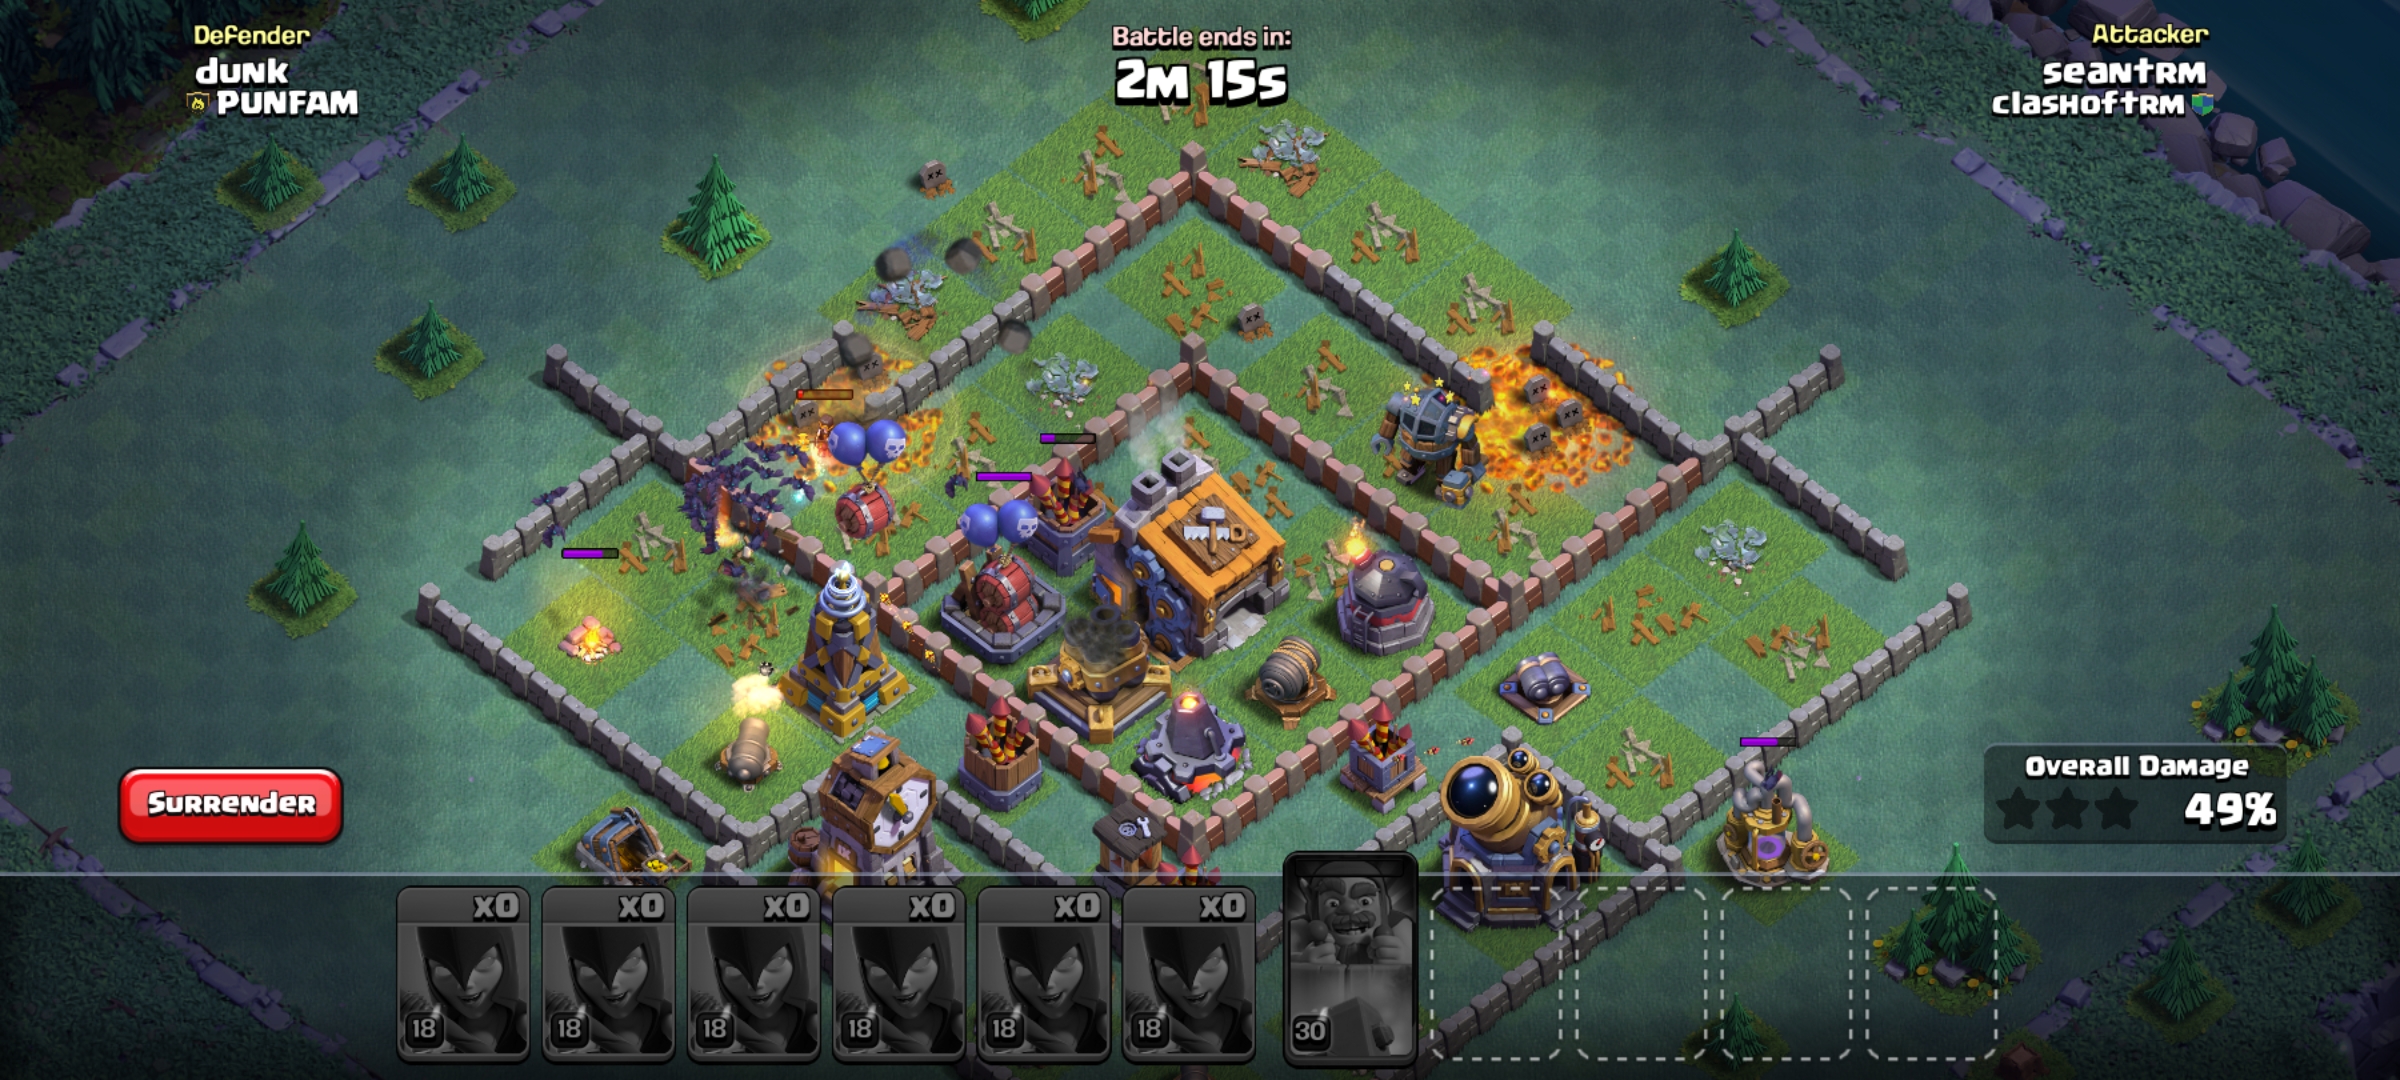 Defender
dunk
PUNFAM
Battle ends in:
2M 15s
Attacker
seantRM
clashoftRM
Surrender
Overall Damage
49%
x0
x0
x0
x0
x0
x0
18
18
18
18
18
18
30